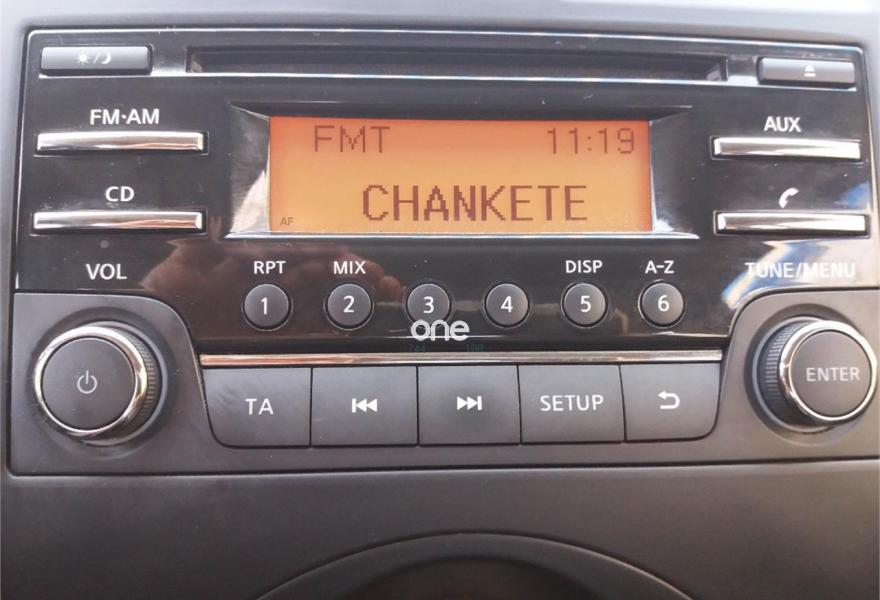 FM·AM
FMT 11:19
AUX
CHANKETE
AF
CD
VOL
RPT MIX DISP A-Z
TUNE/MENU
1 2 3 4 5 6
one
ENTER
TA SETUP